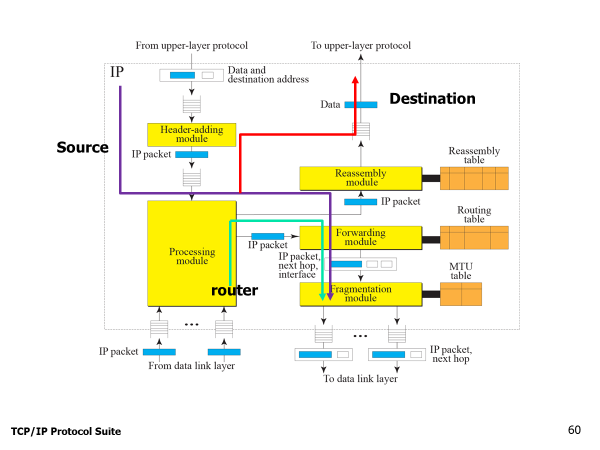 From upper-layer protocol
To upper-layer protocol
IP
Data and
destination address
Data
Destination
Header-adding
module
Source
IP packet
Reassembly
table
Reassembly
module
IP packet
Routing
table
Processing
module
IP packet
Forwarding
module
IP packet,
next hop,
interface
MTU
table
router
Fragmentation
module
...
...
IP packet
From data link layer
IP packet,
next hop
To data link layer
TCP/IP Protocol Suite
60